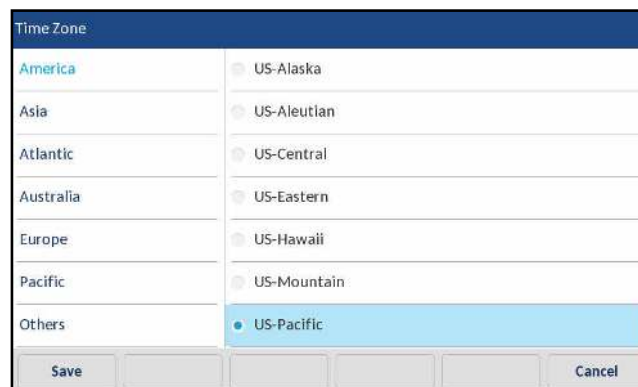 Time Zone
America
US-Alaska
Asia
US-Aleutian
Atlantic
US-Central
Australia
US-Eastern
Europe
US-Hawaii
Pacific
US-Mountain
Others
US-Pacific
Save
Cancel